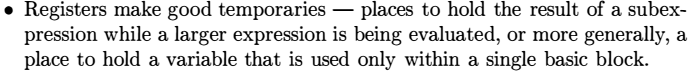 • Registers make good temporaries — places to hold the result of a subex-
pression while a larger expression is being evaluated, or more generally, a
place to hold a variable that is used only within a single basic block.